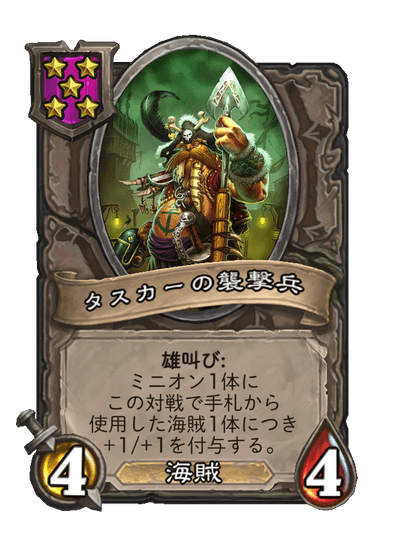 タスカーの襲撃兵
雄叫び:
ミニオン1体に
この対戦で手札から
使用した海賊1体につき
+1/+1を付与する。
海賊
4
4